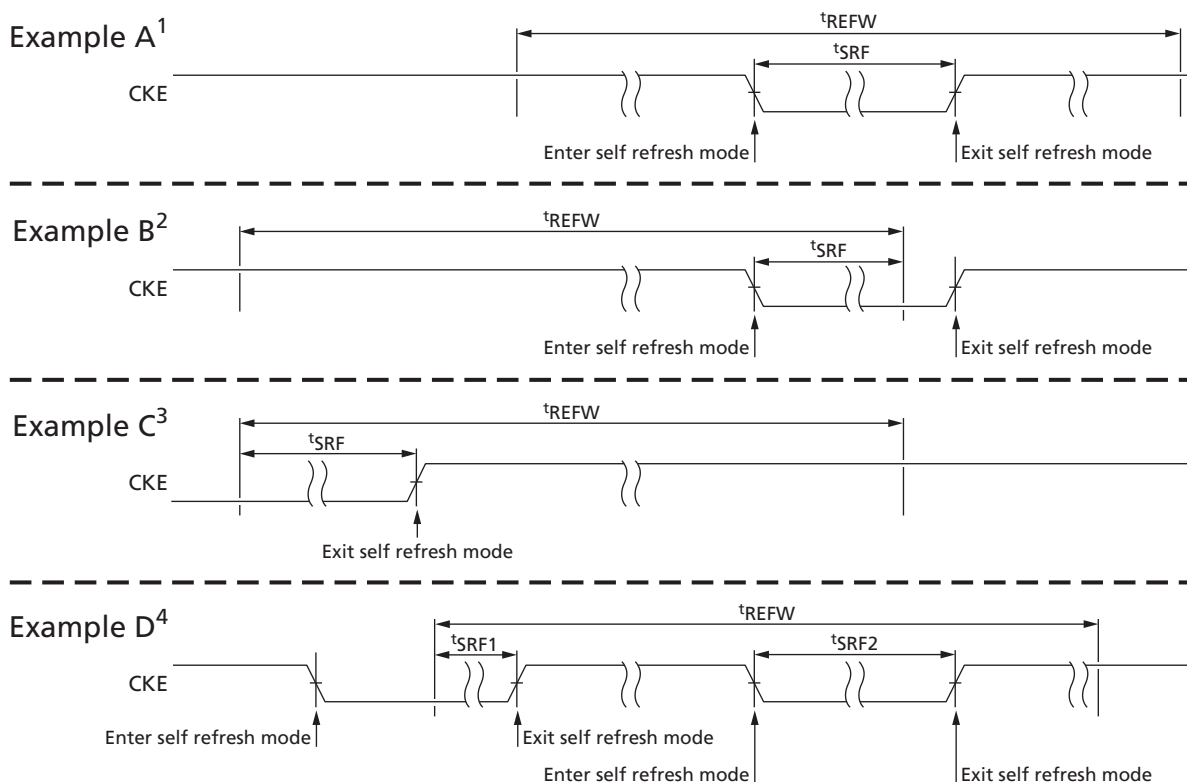 Example A¹
ᵗREFW
ᵗSRF
CKE
Enter self refresh mode
Exit self refresh mode
Example B²
ᵗREFW
ᵗSRF
CKE
Enter self refresh mode
Exit self refresh mode
Example C³
ᵗREFW
ᵗSRF
CKE
Exit self refresh mode
Example D⁴
ᵗREFW
ᵗSRF1
ᵗSRF2
CKE
Enter self refresh mode
Exit self refresh mode
Enter self refresh mode
Exit self refresh mode